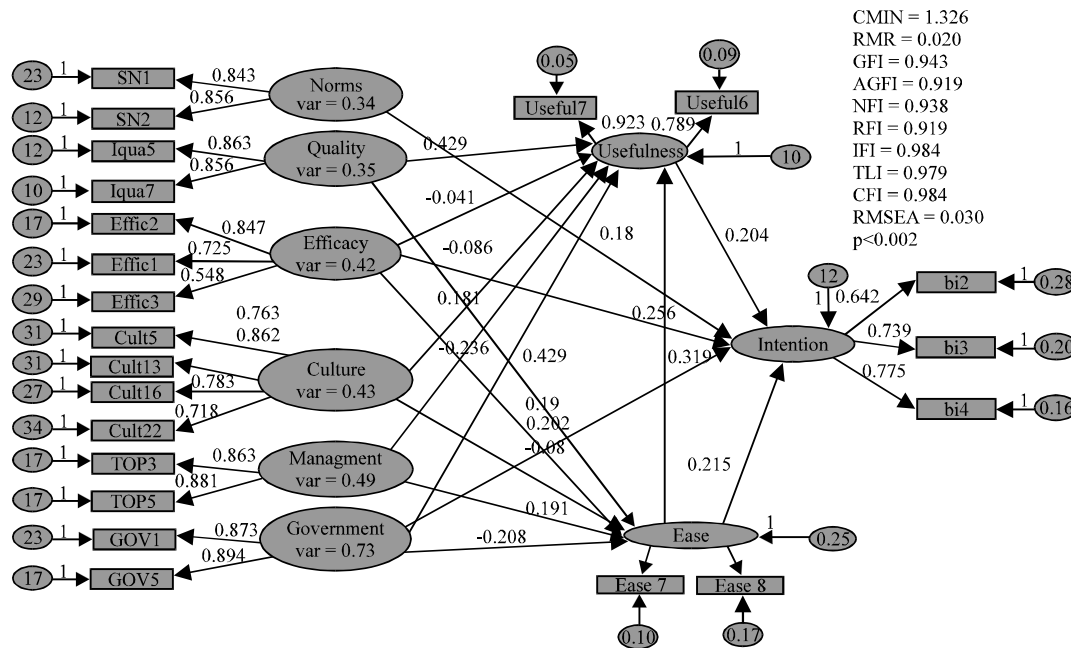 CMIN = 1.326
RMR = 0.020
GFI = 0.943
AGFI = 0.919
NFI = 0.938
RFI = 0.919
IFI = 0.984
TLI = 0.979
CFI = 0.984
RMSEA = 0.030
p<0.002
23 1 SN1 0.843
12 SN2 0.856
Norms
var = 0.34
12 1 Iqua5 0.863
10 1 Iqua7 0.856
Quality
var = 0.35
17 1 Effic2 0.847
23 1 Effic1 0.725
29 1 Effic3 0.548
Efficacy
var = 0.42
31 1 Cult5 0.763
31 1 Cult13 0.862
27 1 Cult16 0.783
34 1 Cult22 0.718
Culture
var = 0.43
17 1 TOP3 0.863
17 1 TOP5 0.881
Managment
var = 0.49
23 1 GOV1 0.873
17 1 GOV5 0.894
Government
var = 0.73
0.05
0.09
Useful7
Useful6
0.923 0.789
Usefulness
1 10
0.429
-0.041
-0.086
0.18
0.204
0.181
0.256
-0.236
0.429
0.319
0.19
0.202
-0.08
0.191
0.215
-0.208
12
1
Intention
0.642
bi2 1 0.28
0.739
bi3 1 0.20
0.775
bi4 1 0.16
Ease
1
0.25
Ease 7
Ease 8
0.10
0.17